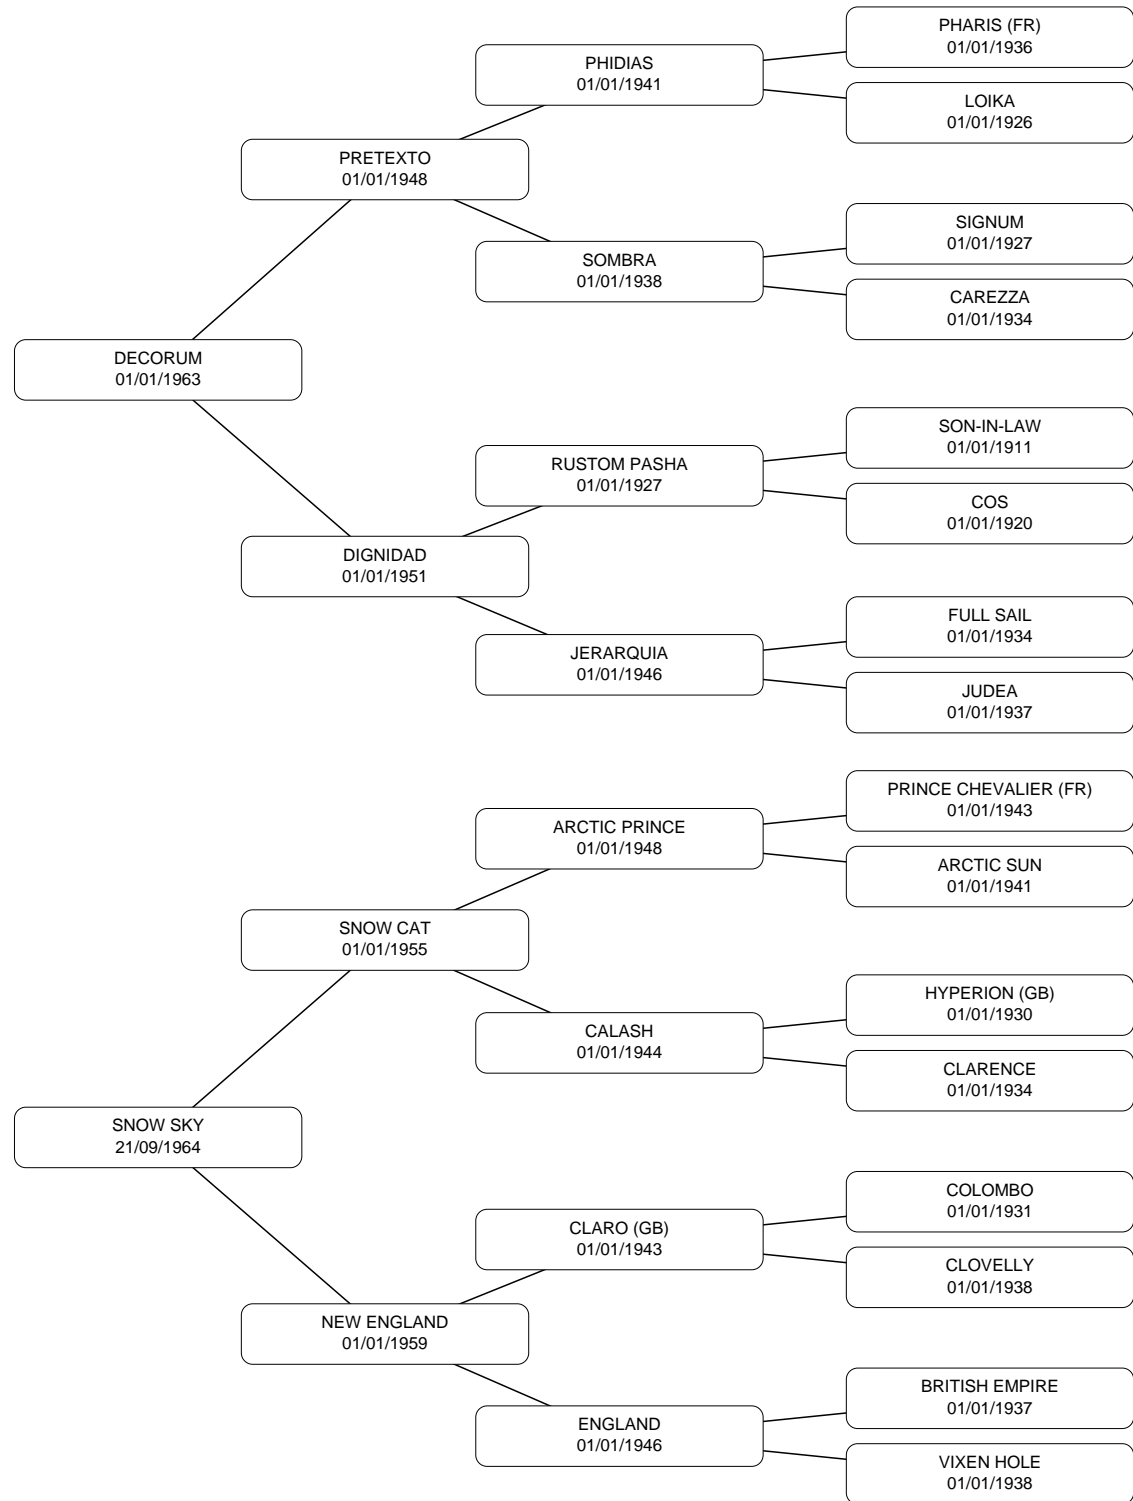 PHARIS (FR)
01/01/1936
PHIDIAS
01/01/1941
LOIKA
01/01/1926
PRETEXTO
01/01/1948
SIGNUM
01/01/1927
SOMBRA
01/01/1938
CAREZZA
01/01/1934
DECORUM
01/01/1963
SON-IN-LAW
01/01/1911
RUSTOM PASHA
01/01/1927
COS
01/01/1920
DIGNIDAD
01/01/1951
FULL SAIL
01/01/1934
JERARQUIA
01/01/1946
JUDEA
01/01/1937
PRINCE CHEVALIER (FR)
01/01/1943
ARCTIC PRINCE
01/01/1948
ARCTIC SUN
01/01/1941
SNOW CAT
01/01/1955
HYPERION (GB)
01/01/1930
CALASH
01/01/1944
CLARENCE
01/01/1934
SNOW SKY
21/09/1964
COLOMBO
01/01/1931
CLARO (GB)
01/01/1943
CLOVELLY
01/01/1938
NEW ENGLAND
01/01/1959
BRITISH EMPIRE
01/01/1937
ENGLAND
01/01/1946
VIXEN HOLE
01/01/1938